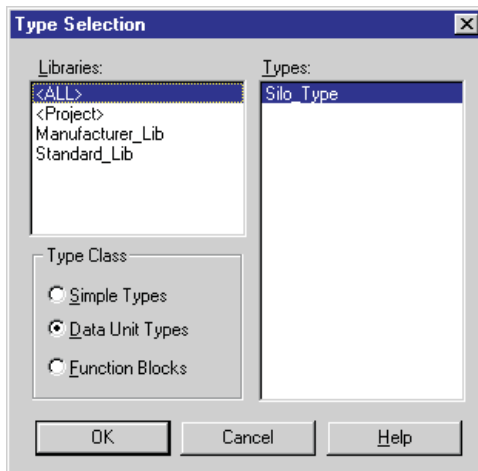 Type Selection
Libraries:
<ALL>
<Project>
Manufacturer_Lib
Standard_Lib
Types:
Silo_Type
Type Class
Simple Types
Data Unit Types
Function Blocks
OK
Cancel
Help